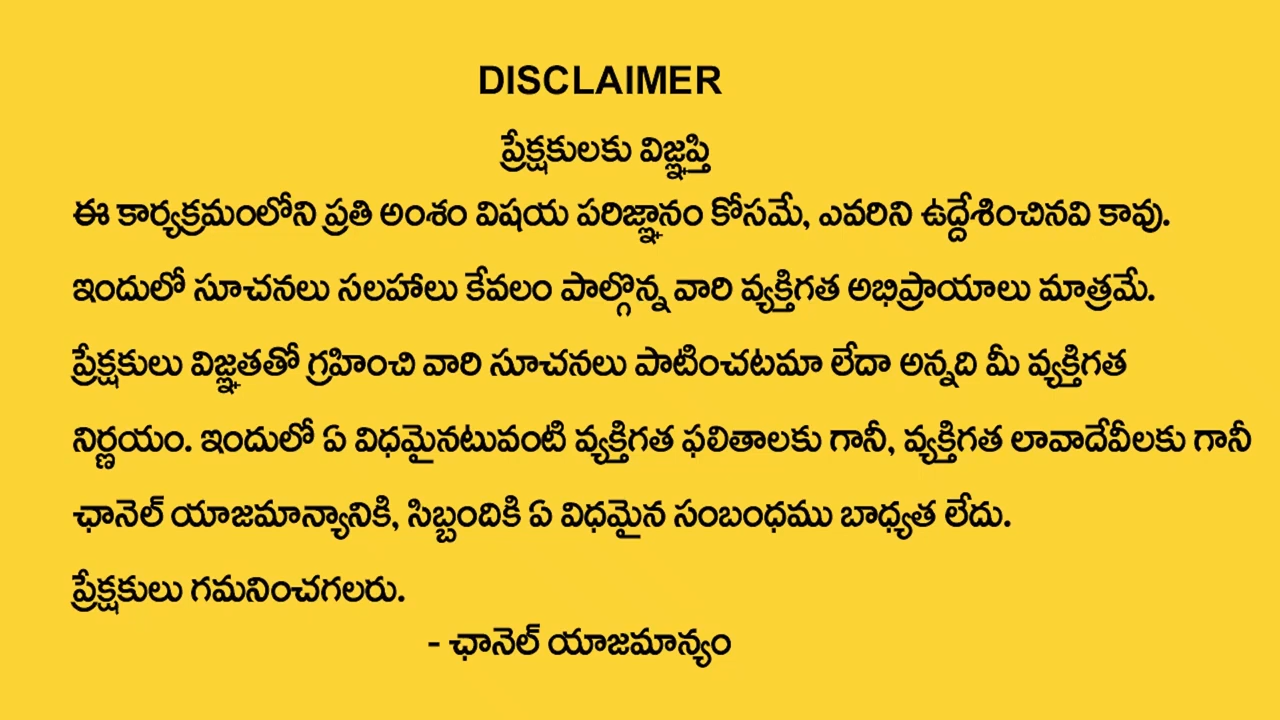 DISCLAIMER
ప్రేక్షకులకు విజ్ఞప్తి
ఈ కార్యక్రమంలోని ప్రతి అంశం విషయ పరిజ్ఞానం కోసమే, ఎవరిని ఉద్దేశించినవి కావు.
ఇందులో సూచనలు సలహాలు కేవలం పాల్గొన్న వారి వ్యక్తిగత అభిప్రాయాలు మాత్రమే.
ప్రేక్షకులు విజ్ఞతతో గ్రహించి వారి సూచనలు పాటించటమా లేదా అన్నది మీ వ్యక్తిగత
నిర్ణయం. ఇందులో ఏ విధమైనటువంటి వ్యక్తిగత ఫలితాలకు గానీ, వ్యక్తిగత లావాదేవీలకు గానీ
ఛానెల్ యాజమాన్యానికి, సిబ్బందికి ఏ విధమైన సంబంధము బాధ్యత లేదు.
ప్రేక్షకులు గమనించగలరు.
- ఛానెల్ యాజమాన్యం